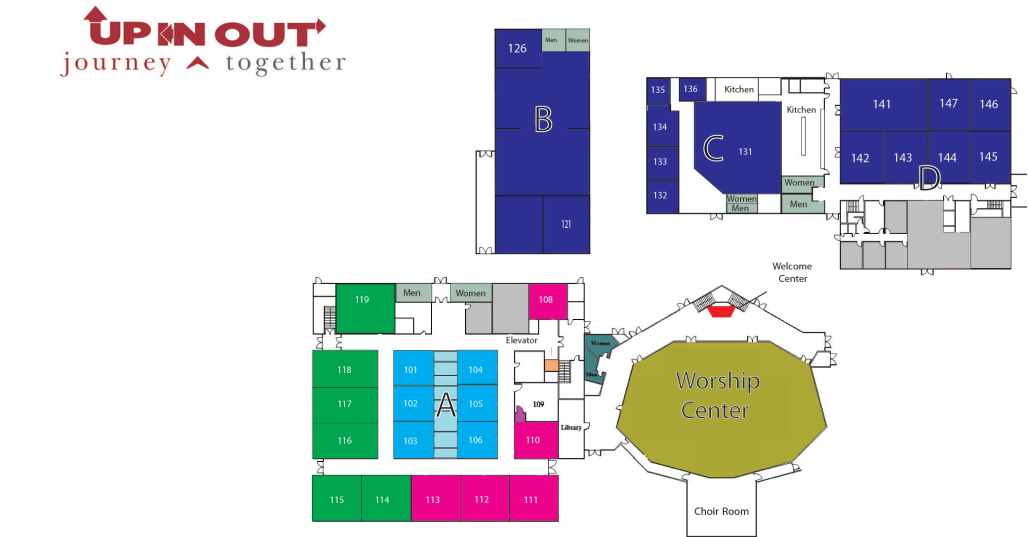 UP IN OUT
journey together
126
Men
Women
B
121
135
136
Kitchen
134
133
132
C
131
Kitchen
Women
Men
Women
Men
141
147
146
142
143
144
145
D
Welcome
Center
119
Men
Women
108
Elevator
118
117
116
101
102
103
A
104
105
106
109
110
Library
Women
Men
115
114
113
112
111
Worship
Center
Choir Room